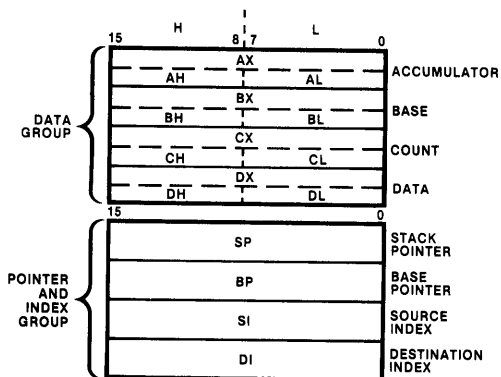 H L
15 8 7 0
AX
AH AL
ACCUMULATOR
BX
BH BL
BASE
DATA
GROUP
CX
CH CL
COUNT
DX
DH DL
DATA
15 0
SP
STACK
POINTER
POINTER
AND
INDEX
GROUP
BP
BASE
POINTER
SI
SOURCE
INDEX
DI
DESTINATION
INDEX